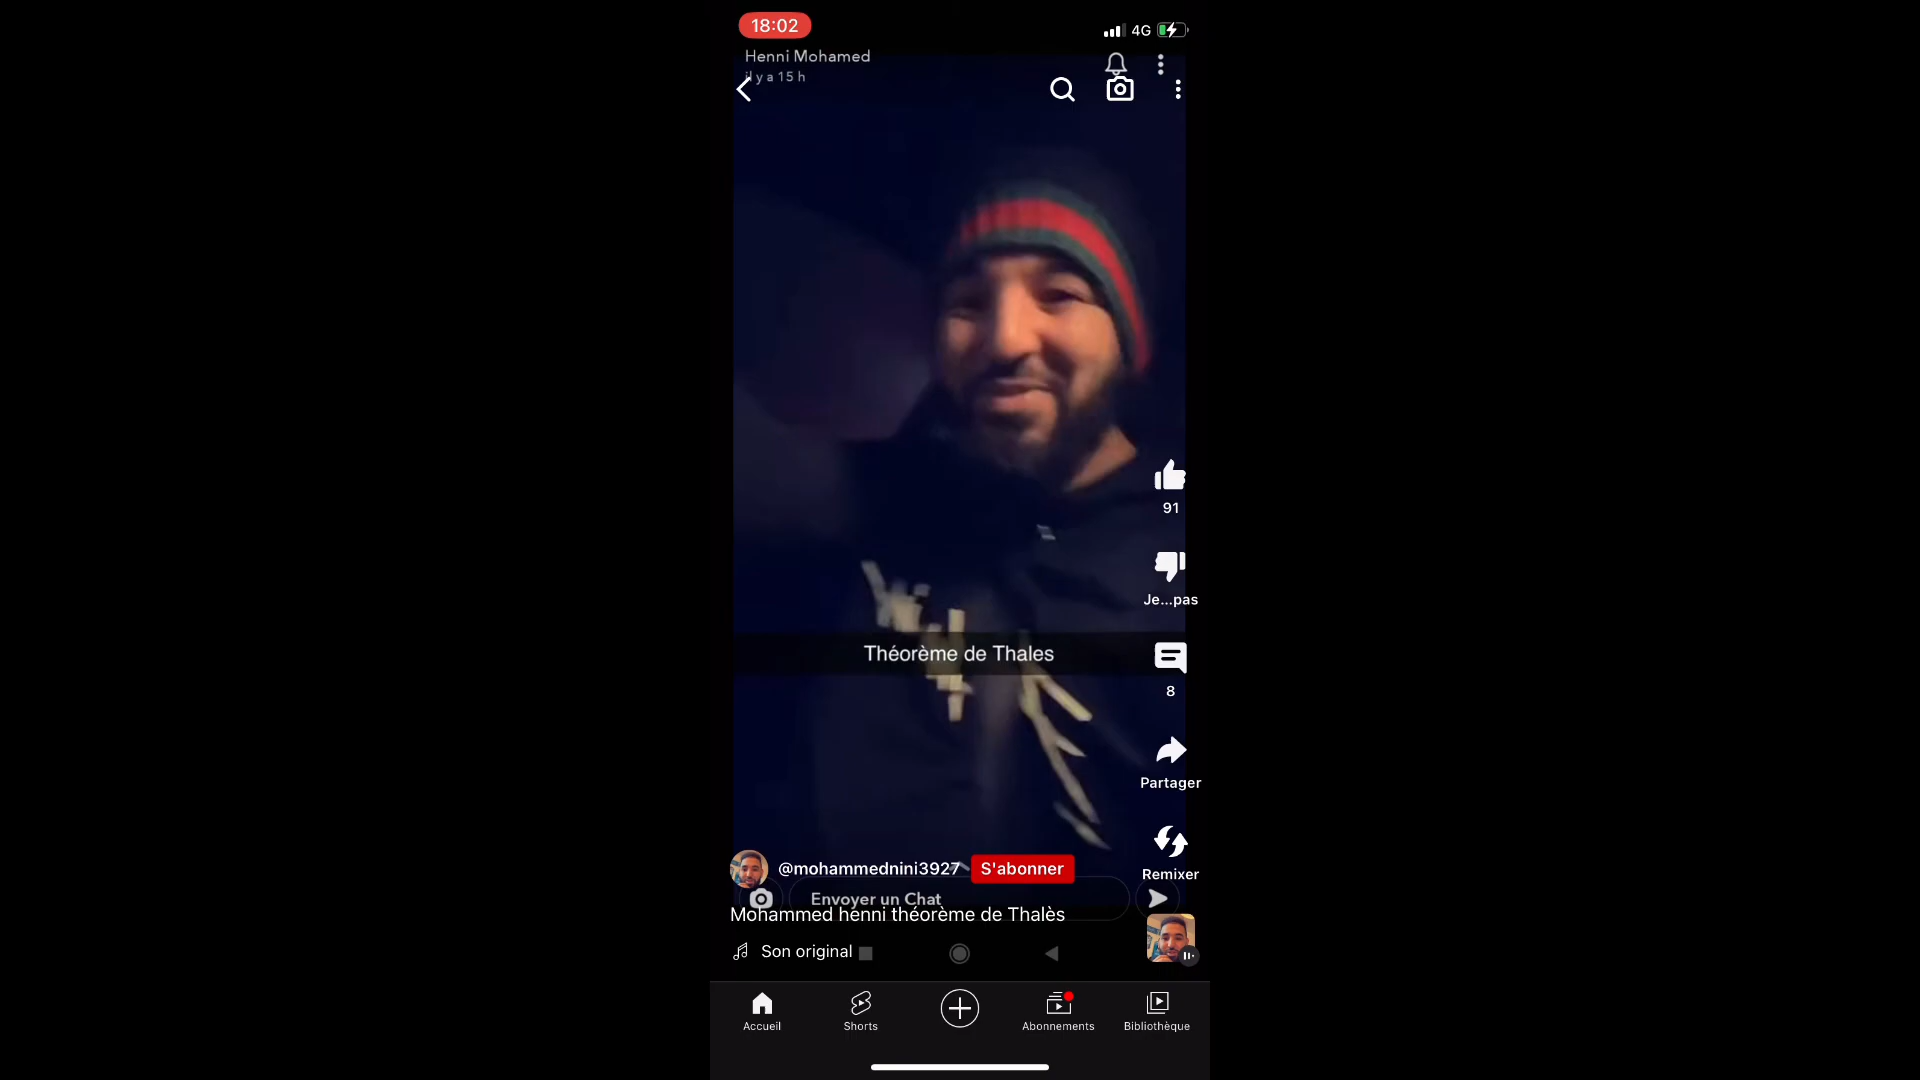 18:02
4G
Henni Mohamed
il y a 15 h
91
Je...pas
Théorème de Thales
8
Partager
Remixer
@mohammednini3927
S'abonner
Envoyer un Chat
Mohammed henni théorème de Thalès
Son original
Accueil
Shorts
Abonnements
Bibliothèque